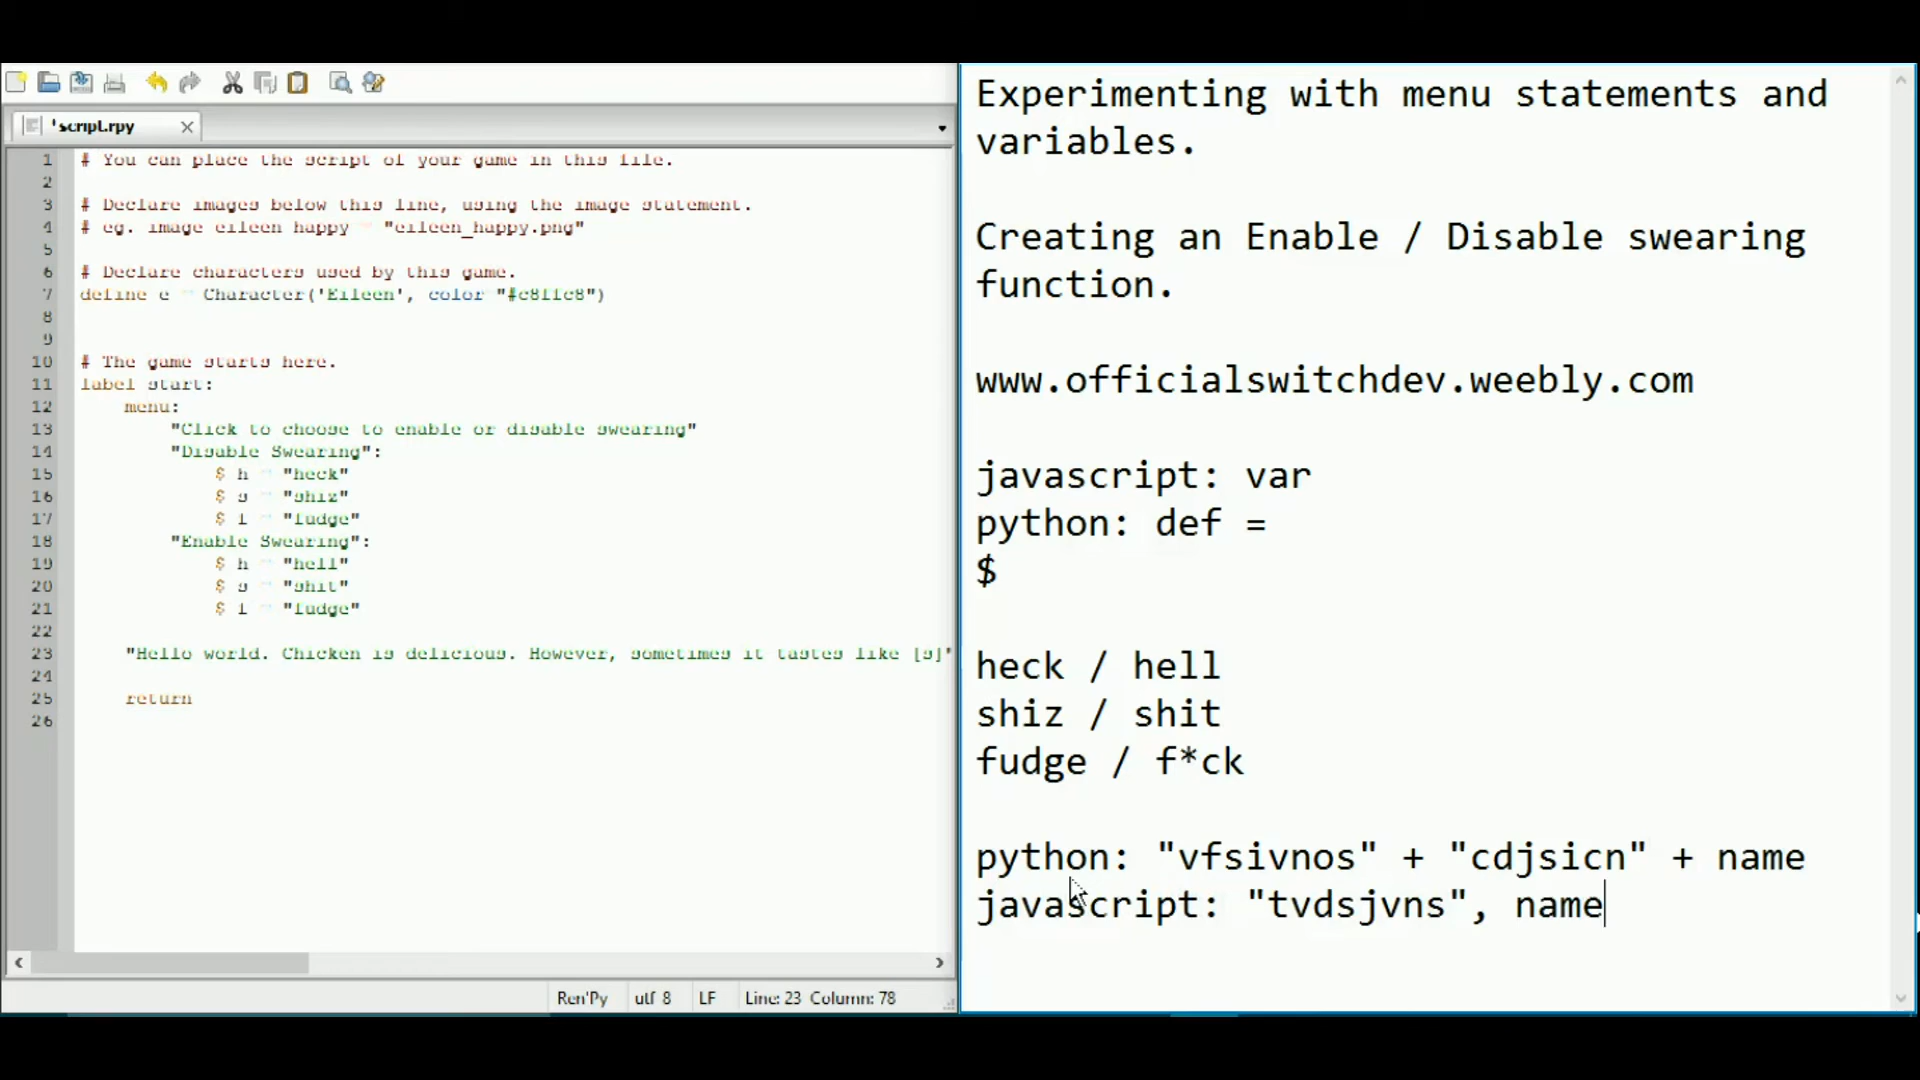 *script.rpy
1 # You can place the script of your game in this file.
2
3 # Declare images below this line, using the image statement.
4 # eg. image eileen happy = "eileen_happy.png"
5
6 # Declare characters used by this game.
7 define e = Character('Eileen', color="#c8ffc8")
8
9
10 # The game starts here.
11 label start:
12 menu:
13 "Click to choose to enable or disable swearing"
14 "Disable Swearing":
15 $ h = "heck"
16 $ s = "shiz"
17 $ f = "fudge"
18 "Enable Swearing":
19 $ h = "hell"
20 $ s = "shit"
21 $ f = "fudge"
22
23 "Hello world. Chicken is delicious. However, sometimes it tastes like [s]"
24
25 return
26
Ren'Py utf 8 LF Line: 23 Column: 78
Experimenting with menu statements and
variables.
Creating an Enable / Disable swearing
function.
www.officialswitchdev.weebly.com
javascript: var
python: def =
$
heck / hell
shiz / shit
fudge / f*ck
python: "vfsivnos" + "cdjsicn" + name
javascript: "tvdsjvns", name